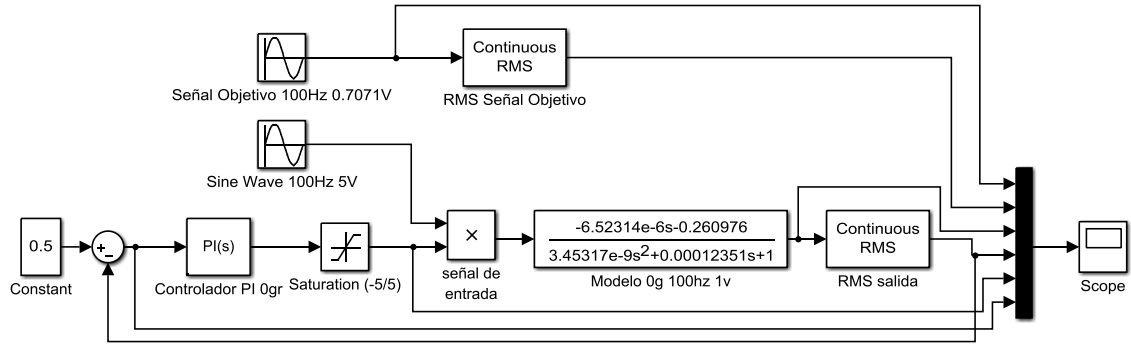 Continuous
RMS
Señal Objetivo 100Hz 0.7071V
RMS Señal Objetivo
Sine Wave 100Hz 5V
0.5
Constant
+
−
PI(s)
Controlador PI 0gr
Saturation (-5/5)
×
señal de
entrada
-6.52314e-6s-0.260976
3.45317e-9s²+0.00012351s+1
Modelo 0g 100hz 1v
Continuous
RMS
RMS salida
Scope